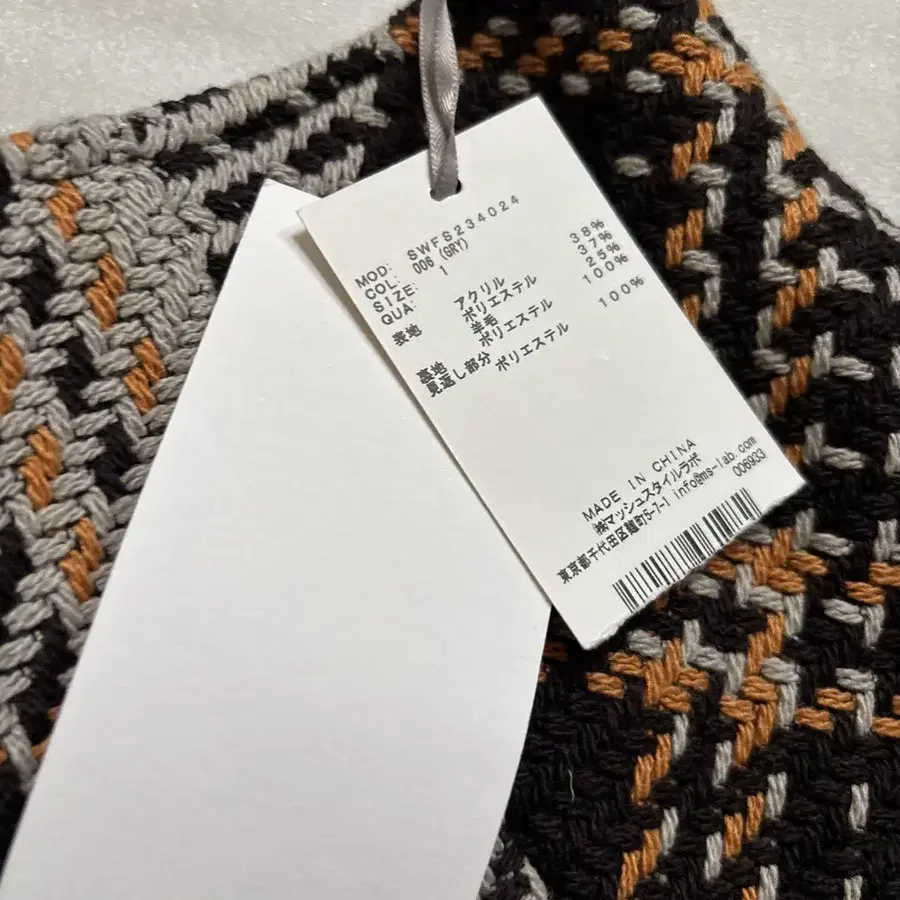 MOD: SWFS234024
COL: 006 (GRY)
SIZE: 1
QUA:
表地 アクリル 38%
ポリエステル 37%
羊毛 25%
ポリエステル 100%
裏地
見返し部分 ポリエステル 100%
MADE IN CHINA
㈱マッシュスタイルラボ
東京都千代田区麹町5-7-1 info@ms-lab.com
006933